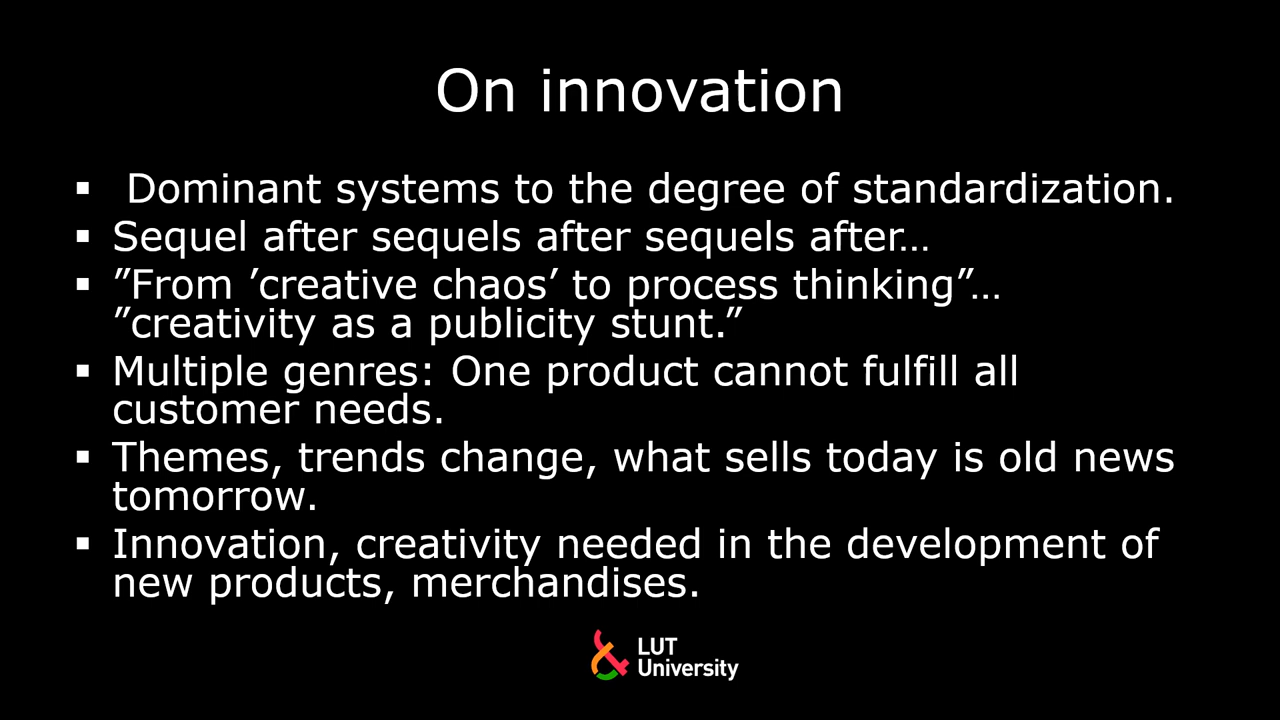 On innovation
▪ Dominant systems to the degree of standardization.
▪ Sequel after sequels after sequels after…
▪ ”From ’creative chaos’ to process thinking”…
”creativity as a publicity stunt.”
▪ Multiple genres: One product cannot fulfill all
customer needs.
▪ Themes, trends change, what sells today is old news
tomorrow.
▪ Innovation, creativity needed in the development of
new products, merchandises.
LUT
University